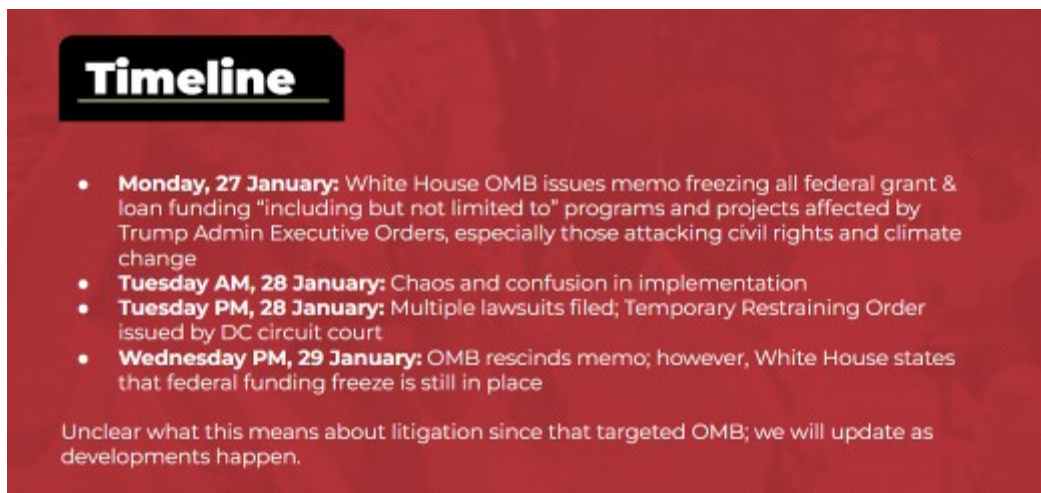 Timeline
● Monday, 27 January: White House OMB issues memo freezing all federal grant &
loan funding “including but not limited to” programs and projects affected by
Trump Admin Executive Orders, especially those attacking civil rights and climate
change
● Tuesday AM, 28 January: Chaos and confusion in implementation
● Tuesday PM, 28 January: Multiple lawsuits filed; Temporary Restraining Order
issued by DC circuit court
● Wednesday PM, 29 January: OMB rescinds memo; however, White House states
that federal funding freeze is still in place
Unclear what this means about litigation since that targeted OMB; we will update as
developments happen.